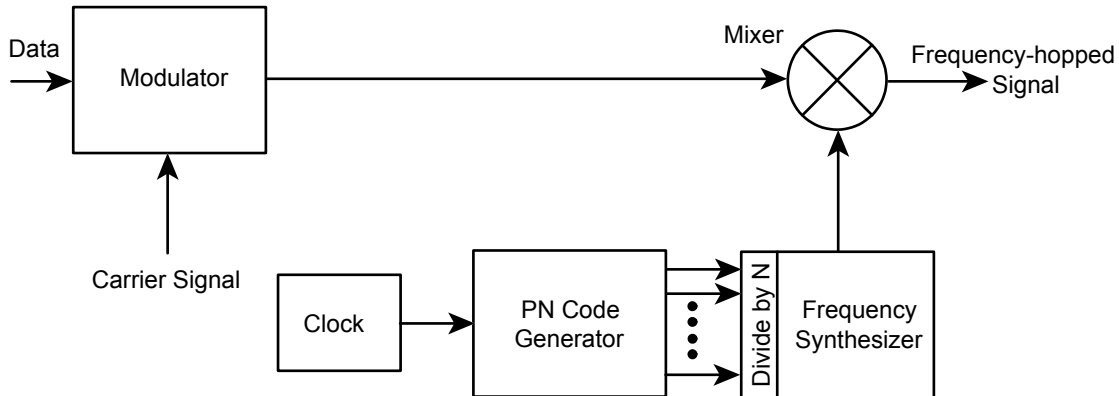 Data
Modulator
Mixer
Frequency-hopped
Signal
Carrier Signal
Clock
PN Code
Generator
Divide by N
Frequency
Synthesizer